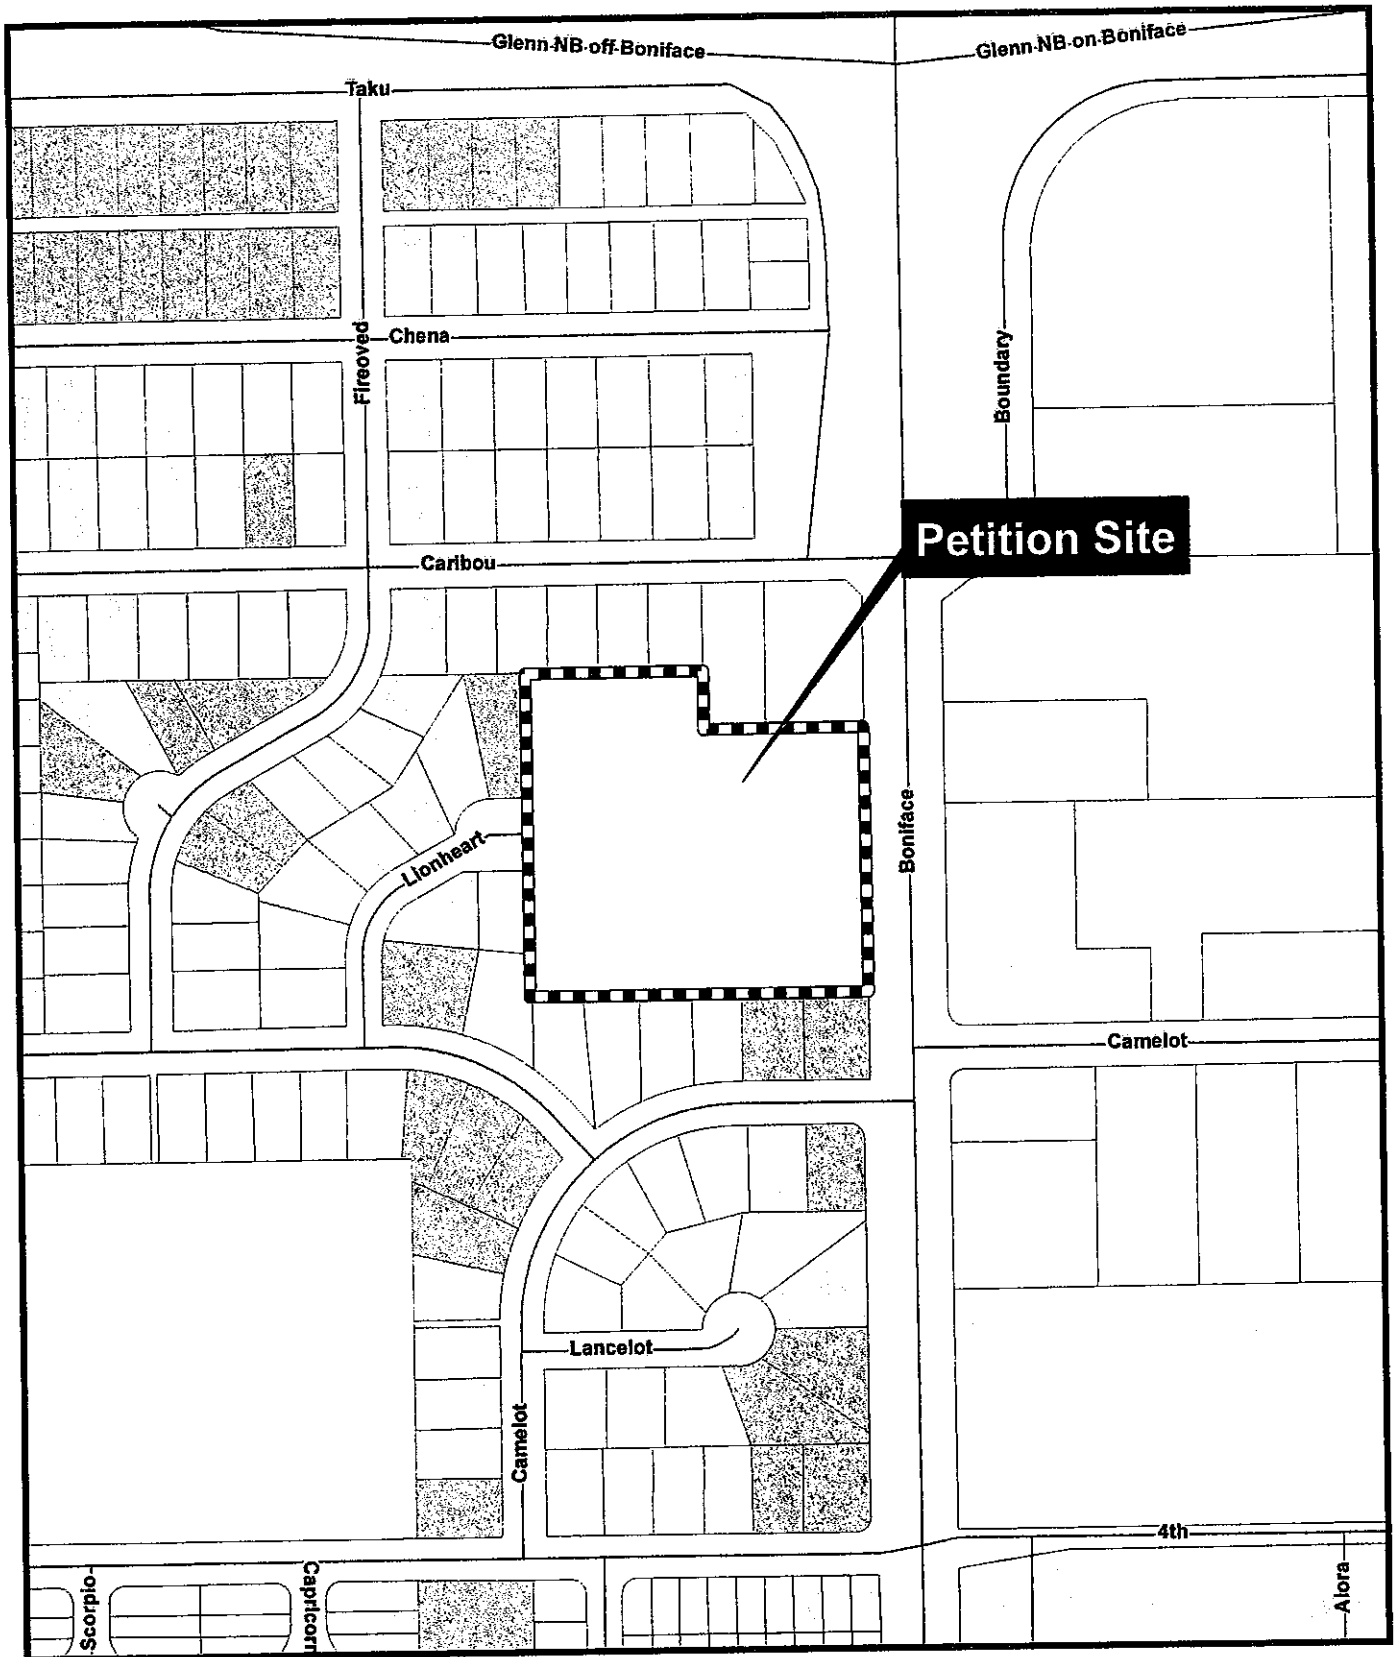 Glenn NB off Boniface
Glenn NB on Boniface
Taku
Chena
Fireoved
Boundary
Petition Site
Caribou
Boniface
Lionheart
Camelot
Lancelot
Camelot
4th
Scorpio
Capricorn
Alora